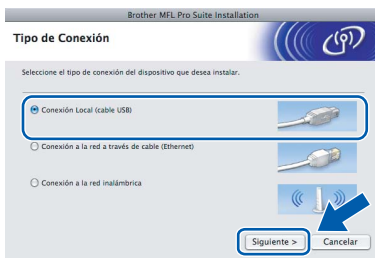 Brother MFL Pro Suite Installation
Tipo de Conexión
Seleccione el tipo de conexión del dispositivo que desea instalar.
Conexión Local (cable USB)
Conexión a la red a través de cable (Ethernet)
Conexión a la red inalámbrica
Siguiente >
Cancelar